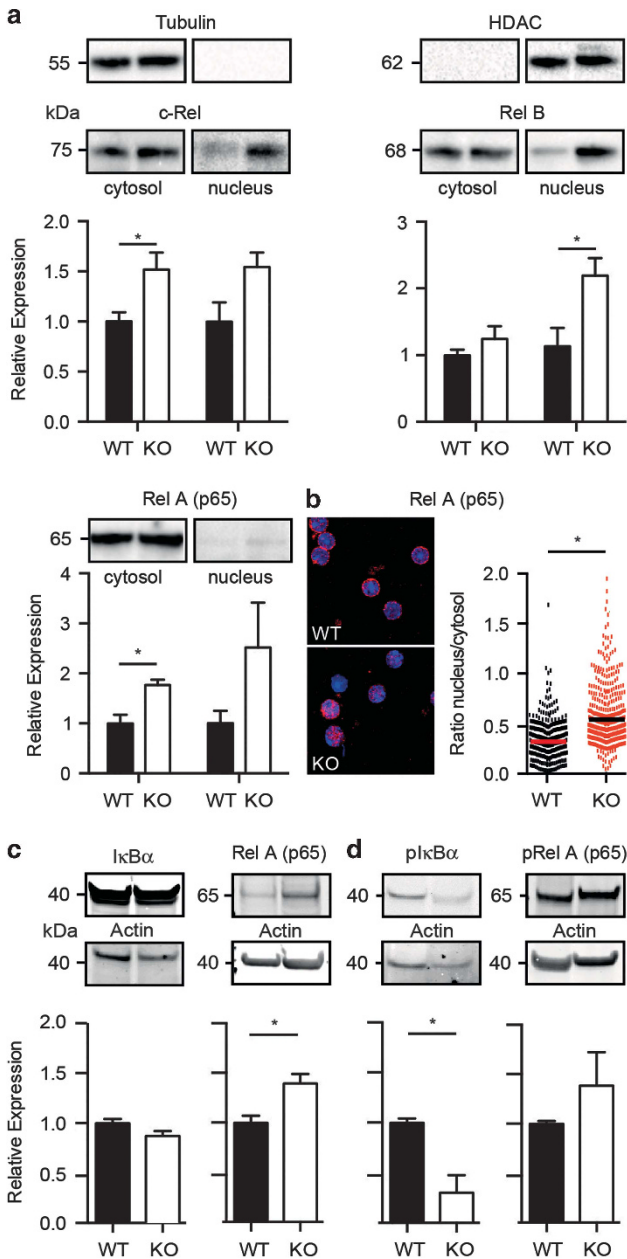 a
Tubulin
HDAC
55
62
kDa
c-Rel
Rel B
75
68
cytosol
nucleus
cytosol
nucleus
Relative Expression
2.0
1.5
1.0
0.5
0.0
*
WT KO
WT KO
3
2
1
0
*
WT KO
WT KO
Rel A (p65)
65
cytosol
nucleus
Relative Expression
4
3
2
1
0
*
WT KO
WT KO
b
Rel A (p65)
WT
KO
Ratio nucleus/cytosol
2.0
1.5
1.0
0.5
0.0
*
WT
KO
c
IκBα
Rel A (p65)
40
65
kDa
Actin
Actin
40
40
d
pIκBα
pRel A (p65)
40
65
Actin
Actin
40
40
Relative Expression
2.0
1.5
1.0
0.5
0.0
WT KO
*
WT KO
*
WT KO
WT KO